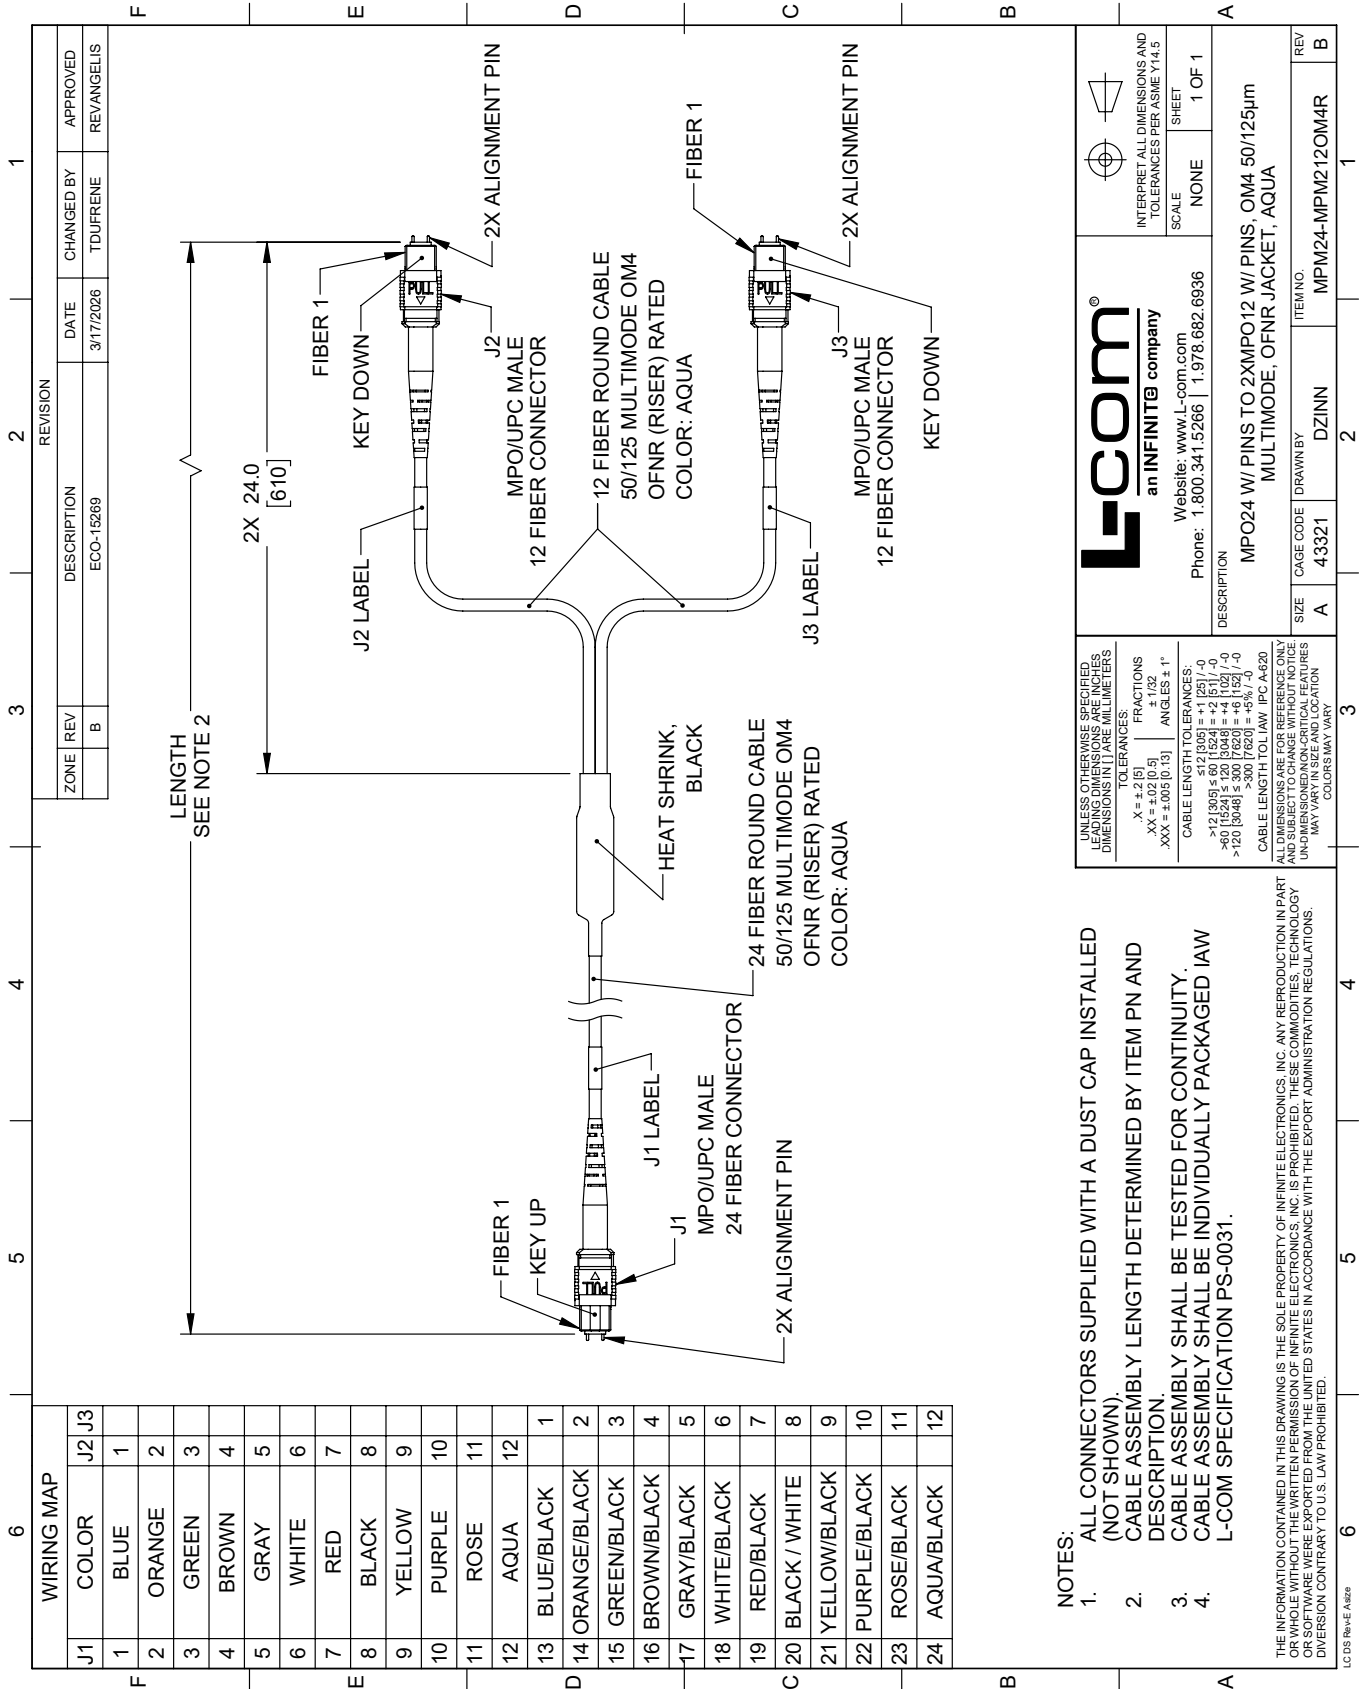 6
5
4
3
2
1
F
E
D
C
B
A
WIRING MAP
J1 COLOR J2 J3
1 BLUE 1
2 ORANGE 2
3 GREEN 3
4 BROWN 4
5 GRAY 5
6 WHITE 6
7 RED 7
8 BLACK 8
9 YELLOW 9
10 PURPLE 10
11 ROSE 11
12 AQUA 12
13 BLUE/BLACK 1
14 ORANGE/BLACK 2
15 GREEN/BLACK 3
16 BROWN/BLACK 4
17 GRAY/BLACK 5
18 WHITE/BLACK 6
19 RED/BLACK 7
20 BLACK / WHITE 8
21 YELLOW/BLACK 9
22 PURPLE/BLACK 10
23 ROSE/BLACK 11
24 AQUA/BLACK 12
REVISION
ZONE REV DESCRIPTION DATE CHANGED BY APPROVED
B ECO-15269 3/17/2026 TDUFRENE REVANGELIS
LENGTH
SEE NOTE 2
2X 24.0
[610]
FIBER 1
KEY DOWN
J2 LABEL
PULL
2X ALIGNMENT PIN
J2
MPO/UPC MALE
12 FIBER CONNECTOR
12 FIBER ROUND CABLE
50/125 MULTIMODE OM4
OFNR (RISER) RATED
COLOR: AQUA
FIBER 1
KEY UP
PULL
J1 LABEL
J1
MPO/UPC MALE
24 FIBER CONNECTOR
2X ALIGNMENT PIN
HEAT SHRINK,
BLACK
24 FIBER ROUND CABLE
50/125 MULTIMODE OM4
OFNR (RISER) RATED
COLOR: AQUA
FIBER 1
PULL
J3 LABEL
2X ALIGNMENT PIN
J3
MPO/UPC MALE
12 FIBER CONNECTOR
KEY DOWN
NOTES:
1. ALL CONNECTORS SUPPLIED WITH A DUST CAP INSTALLED
(NOT SHOWN).
2. CABLE ASSEMBLY LENGTH DETERMINED BY ITEM PN AND
DESCRIPTION.
3. CABLE ASSEMBLY SHALL BE TESTED FOR CONTINUITY.
4. CABLE ASSEMBLY SHALL BE INDIVIDUALLY PACKAGED IAW
L-COM SPECIFICATION PS-0031.
THE INFORMATION CONTAINED IN THIS DRAWING IS THE SOLE PROPERTY OF INFINITE ELECTRONICS, INC. ANY REPRODUCTION IN PART
OR WHOLE WITHOUT THE WRITTEN PERMISSION OF INFINITE ELECTRONICS, INC. IS PROHIBITED. THESE COMMODITIES, TECHNOLOGY
OR SOFTWARE WERE EXPORTED FROM THE UNITED STATES IN ACCORDANCE WITH THE EXPORT ADMINISTRATION REGULATIONS.
DIVERSION CONTRARY TO U.S. LAW PROHIBITED.
UNLESS OTHERWISE SPECIFIED
LEADING DIMENSIONS ARE INCHES
DIMENSIONS IN [ ] ARE MILLIMETERS
TOLERANCES:
.X = ±.2 [5] FRACTIONS
.XX = ±.02 [0.5] ± 1/32
.XXX = ±.005 [0.13] ANGLES ± 1°
CABLE LENGTH TOLERANCES:
≤12 [305] = +1 [25] / -0
>12 [305] ≤ 60 [1524] = +2 [51] / -0
>60 [1524] ≤ 120 [3048] = +4 [102] / -0
>120 [3048] ≤ 300 [7620] = +6 [152] / -0
>300 [7620] = +5% / -0
CABLE LENGTH TOL IAW IPC A-620
ALL DIMENSIONS ARE FOR REFERENCE ONLY
AND SUBJECT TO CHANGE WITHOUT NOTICE.
UN-DIMENSIONED/NON-CRITICAL FEATURES
MAY VARY IN SIZE AND LOCATION
COLORS MAY VARY
L-com®
an INFINITE company
Website: www.L-com.com
Phone: 1.800.341.5266 | 1.978.682.6936
INTERPRET ALL DIMENSIONS AND
TOLERANCES PER ASME Y14.5
SCALE NONE SHEET 1 OF 1
DESCRIPTION
MPO24 W/ PINS TO 2XMPO12 W/ PINS, OM4 50/125µm
MULTIMODE, OFNR JACKET, AQUA
SIZE CAGE CODE DRAWN BY ITEM NO. REV
A 43321 DZINN MPM24-MPM212OM4R B
F
E
D
C
B
A
LC DS Rev-E Asize
6
5
4
3
2
1